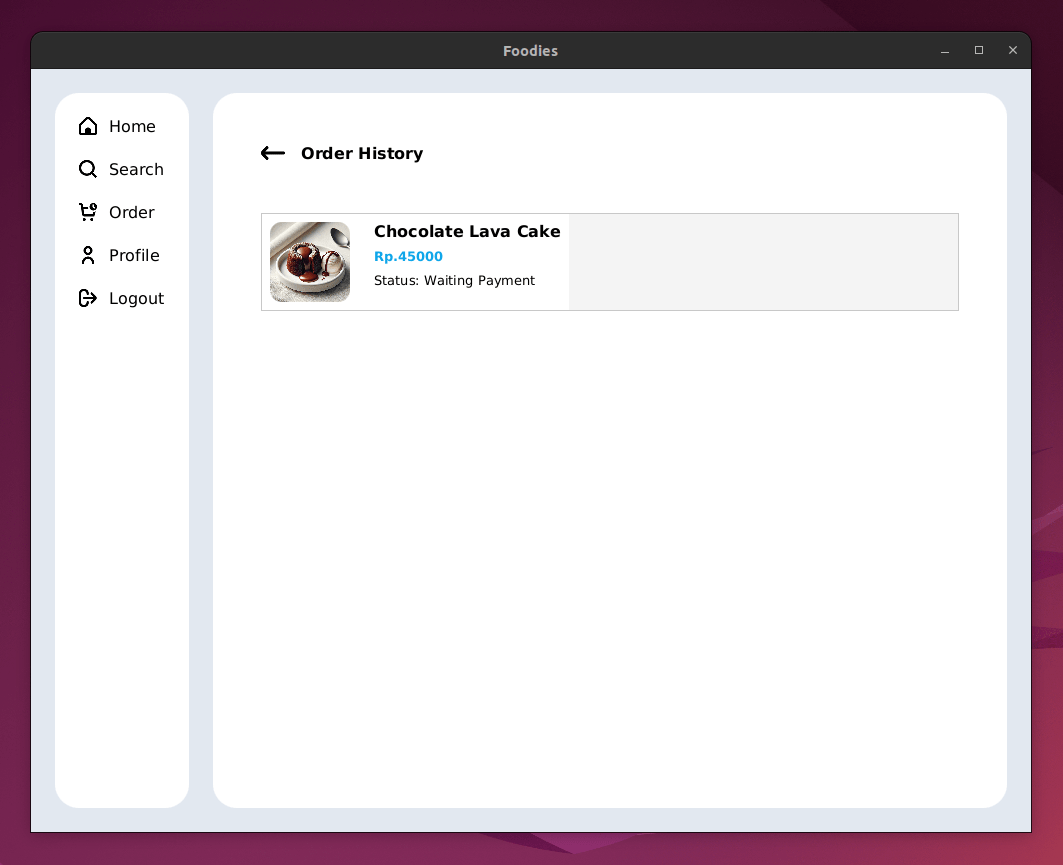 Foodies
Home
Search
Order
Profile
Logout
Order History
Chocolate Lava Cake
Rp.45000
Status: Waiting Payment